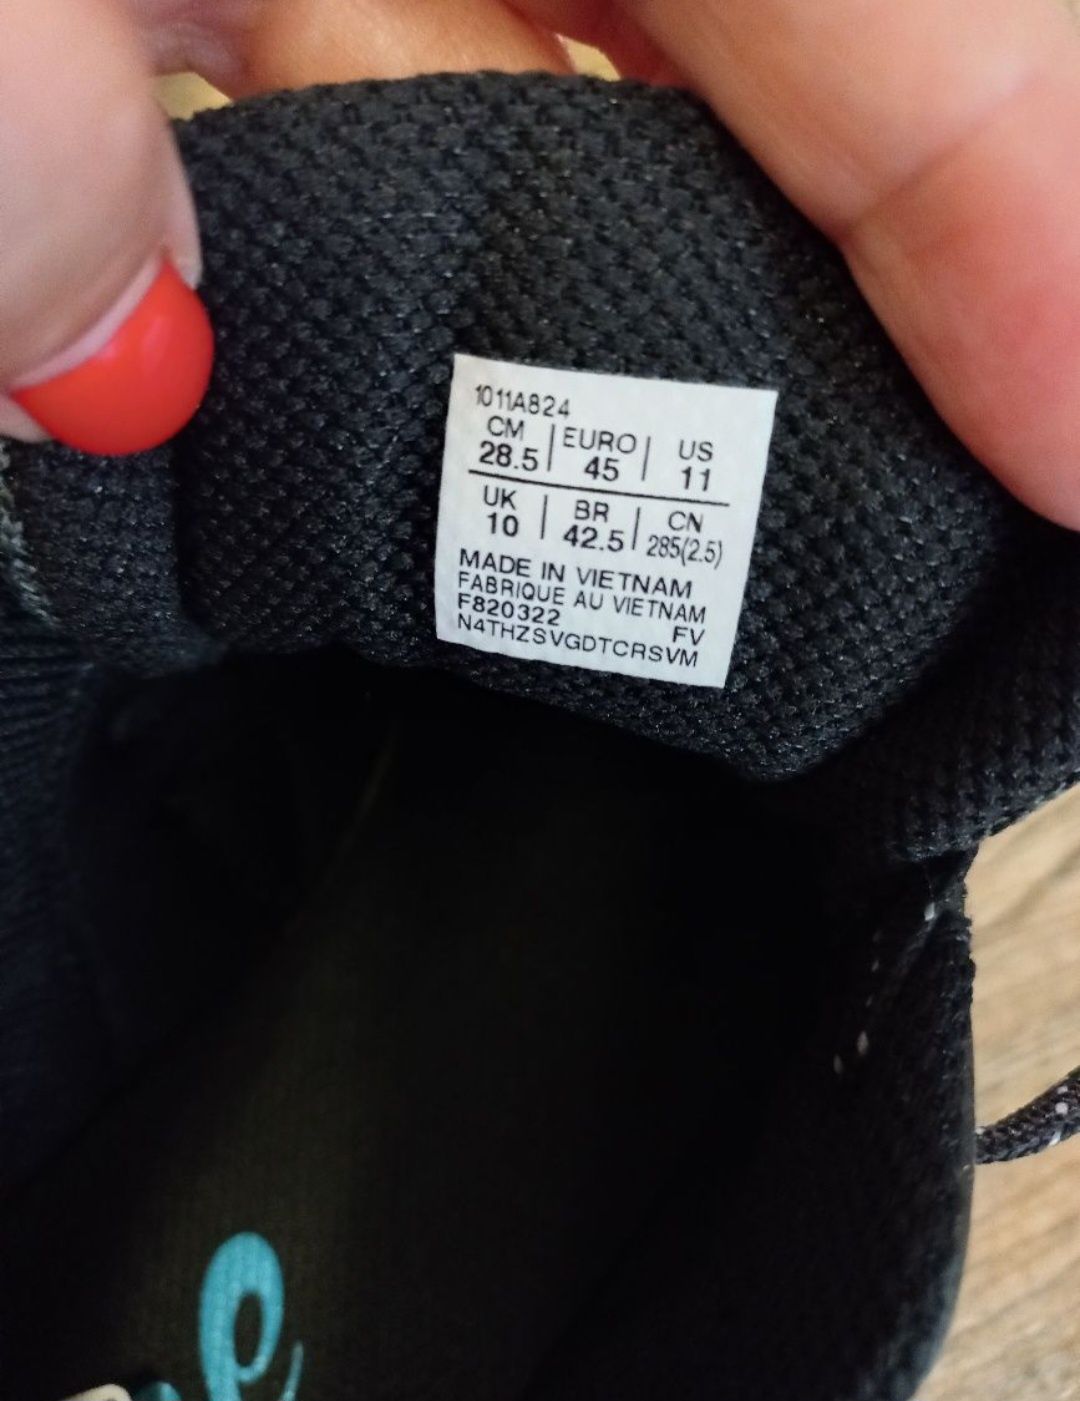 1011A824
CM | EURO | US
28.5 | 45 | 11
UK | BR | CN
10 | 42.5 | 285(2.5)
MADE IN VIETNAM
FABRIQUE AU VIETNAM
F820322 FV
N4THZSVGDTCRSVM